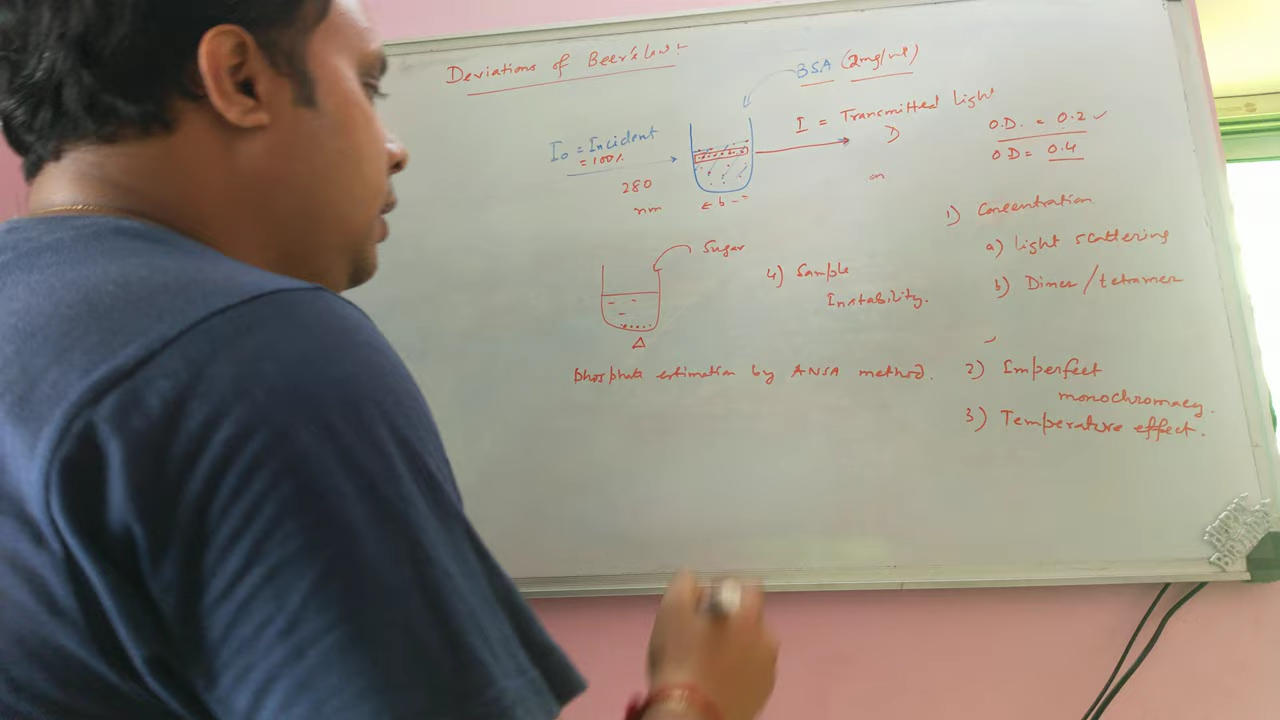 Deviations of Beer's law:
BSA (2mg/ml)
I = Transmitted light
D
I₀ = Incident
= 100%
280
nm
← b - -
O.D. = 0.2 ✓
O D = 0.4
1) Concentration
a) light scattering
b) Dimer/tetramer
Sugar
4) Sample
Instability.
Δ
phosphate estimation by ANSA method.
2) Imperfect
monochromacy.
3) Temperature effect.